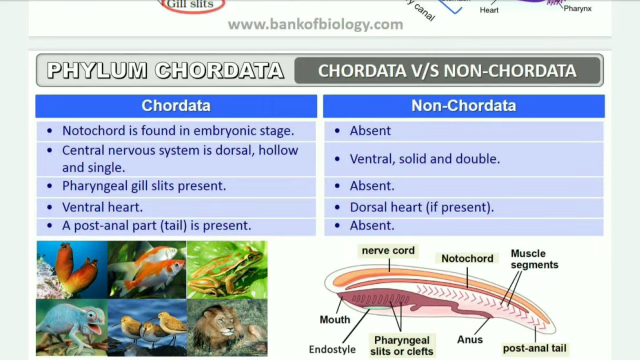 Gill slits
y canal
Heart
Pharynx
www.bankofbiology.com
PHYLUM CHORDATA
CHORDATA V/S NON-CHORDATA
Chordata
Non-Chordata
• Notochord is found in embryonic stage.
• Absent
• Central nervous system is dorsal, hollow
and single.
• Ventral, solid and double.
• Pharyngeal gill slits present.
• Absent.
• Ventral heart.
• Dorsal heart (if present).
• A post-anal part (tail) is present.
• Absent.
nerve cord
Notochord
Muscle
segments
Mouth
Endostyle
Pharyngeal
slits or clefts
Anus
post-anal tail